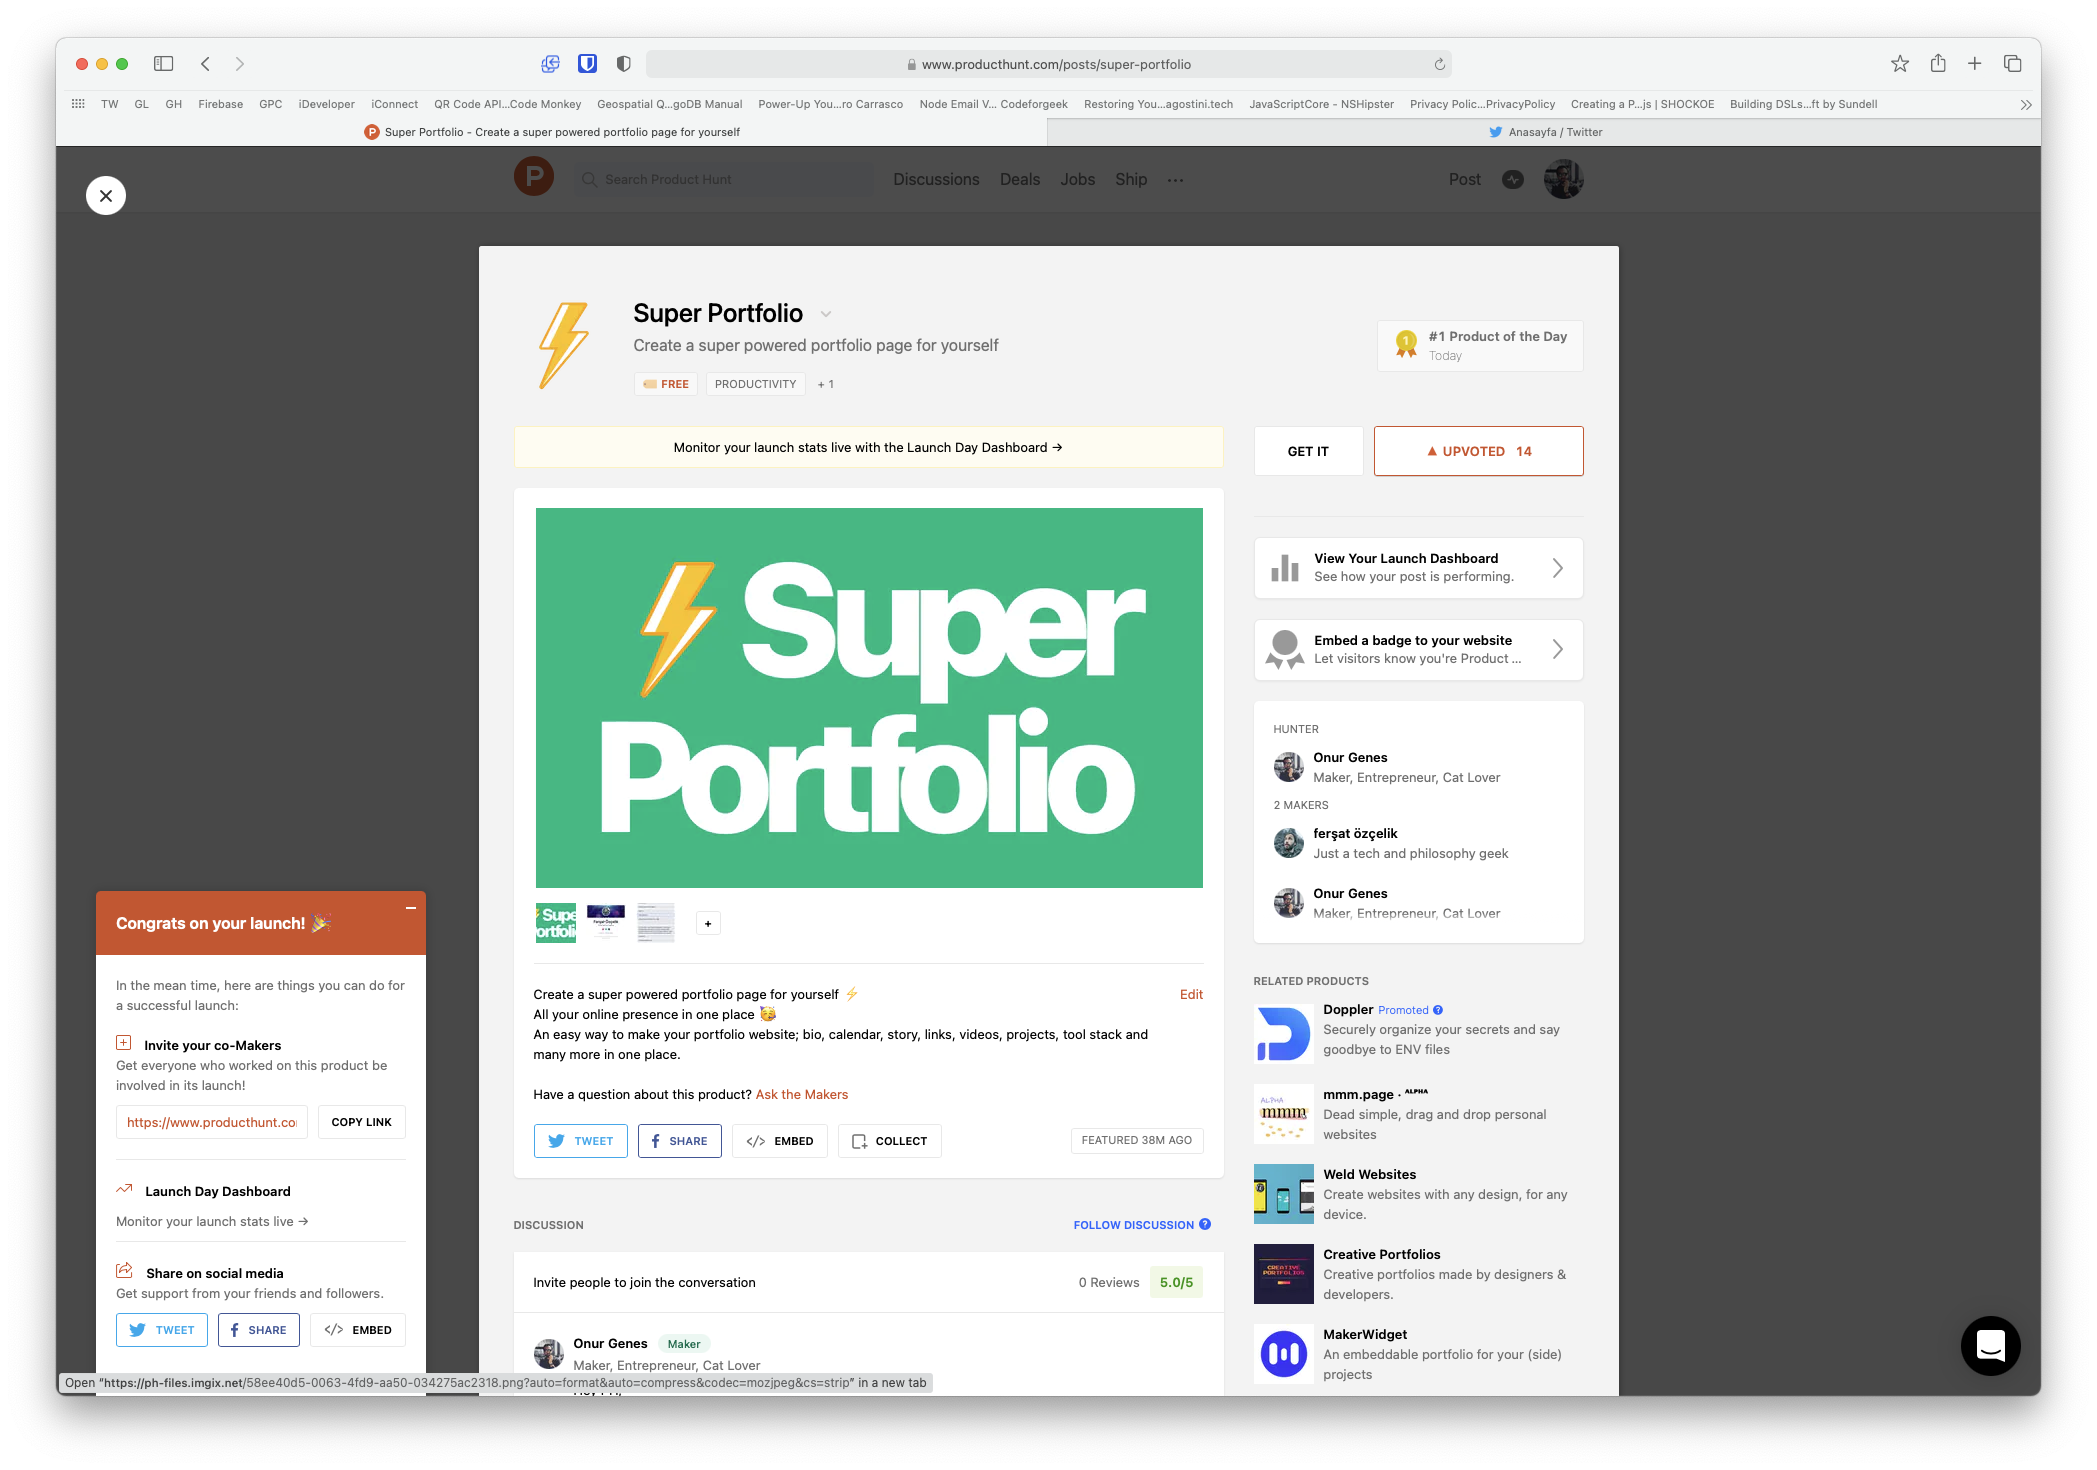 www.producthunt.com/posts/super-portfolio
TW GL GH Firebase GPC iDeveloper iConnect QR Code API...Code Monkey Geospatial Q...goDB Manual Power-Up You...ro Carrasco Node Email V... Codeforgeek Restoring You...agostini.tech JavaScriptCore - NSHipster Privacy Polic...PrivacyPolicy Creating a P...js | SHOCKOE Building DSLs...ft by Sundell
Super Portfolio - Create a super powered portfolio page for yourself
Anasayfa / Twitter
P Search Product Hunt Discussions Deals Jobs Ship ... Post
Super Portfolio
Create a super powered portfolio page for yourself
FREE PRODUCTIVITY + 1
1 #1 Product of the Day
Today
Monitor your launch stats live with the Launch Day Dashboard →
GET IT
▲ UPVOTED 14
⚡Super
Portfolio
Create a super powered portfolio page for yourself ⚡
Edit
All your online presence in one place 🥳
An easy way to make your portfolio website; bio, calendar, story, links, videos, projects, tool stack and
many more in one place.
Have a question about this product? Ask the Makers
TWEET SHARE </> EMBED COLLECT FEATURED 38M AGO
DISCUSSION
FOLLOW DISCUSSION ?
Invite people to join the conversation
0 Reviews 5.0/5
Onur Genes Maker
Maker, Entrepreneur, Cat Lover
View Your Launch Dashboard
See how your post is performing.
Embed a badge to your website
Let visitors know you're Product ...
HUNTER
Onur Genes
Maker, Entrepreneur, Cat Lover
2 MAKERS
ferşat özçelik
Just a tech and philosophy geek
Onur Genes
Maker, Entrepreneur, Cat Lover
RELATED PRODUCTS
Doppler Promoted ?
Securely organize your secrets and say
goodbye to ENV files
ALPHA
mmm
mmm.page · ALPHA
Dead simple, drag and drop personal
websites
Weld Websites
Create websites with any design, for any
device.
CREATIVE
PORTFOLIOS
Creative Portfolios
Creative portfolios made by designers &
developers.
MakerWidget
An embeddable portfolio for your (side)
projects
Congrats on your launch! 🎉
In the mean time, here are things you can do for
a successful launch:
Invite your co-Makers
Get everyone who worked on this product be
involved in its launch!
https://www.producthunt.co
COPY LINK
Launch Day Dashboard
Monitor your launch stats live →
Share on social media
Get support from your friends and followers.
TWEET SHARE </> EMBED
Open "https://ph-files.imgix.net/58ee40d5-0063-4fd9-aa50-034275ac2318.png?auto=format&auto=compress&codec=mozjpeg&cs=strip" in a new tab